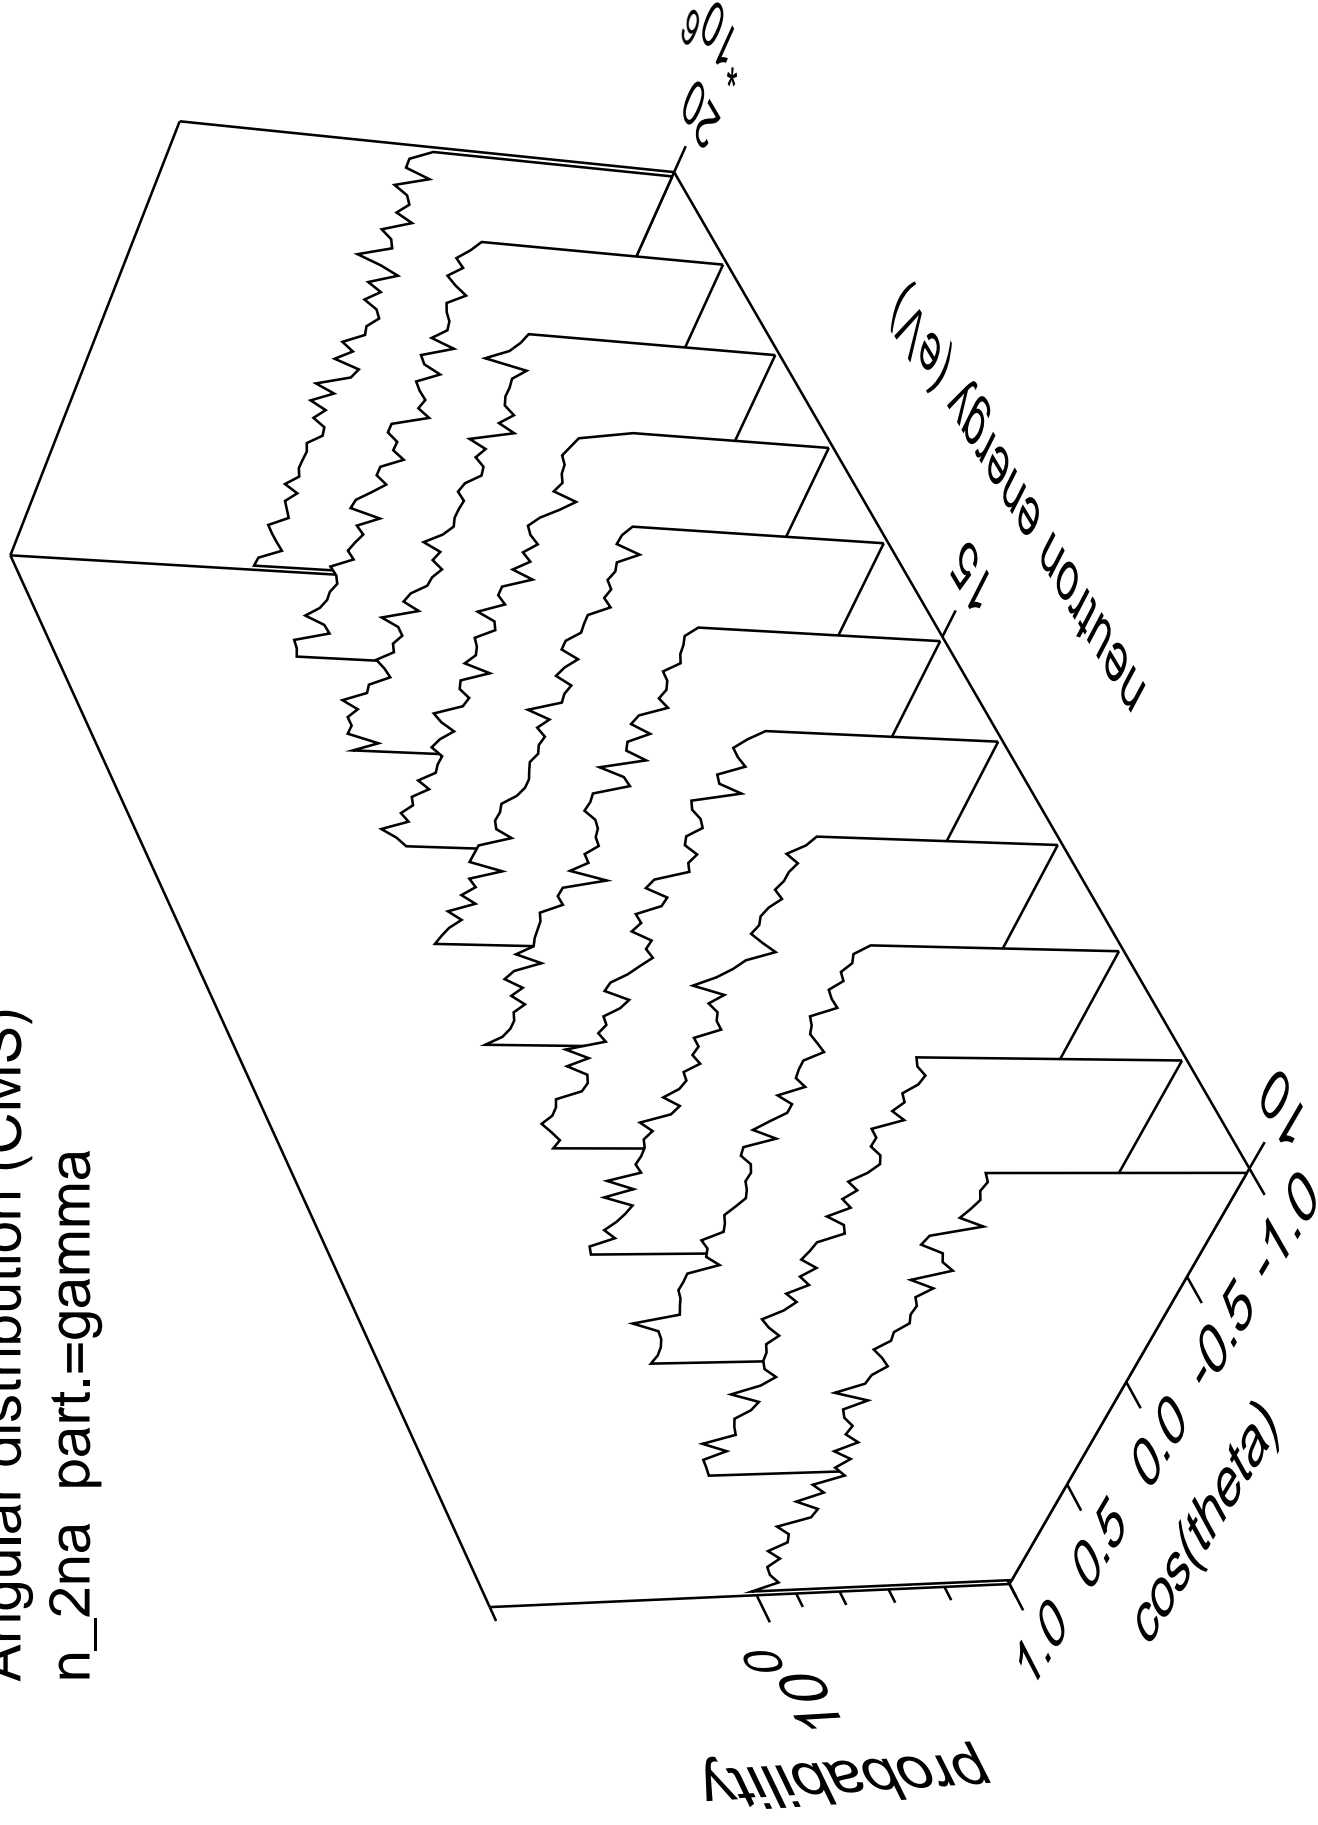 Angular distribution (CMS)
n_2na part.=gamma
probability
10 0
1.0 0.5 0.0 -0.5 -1.0
cos(theta)
10 15 20
* 10 6
neutron energy (eV)